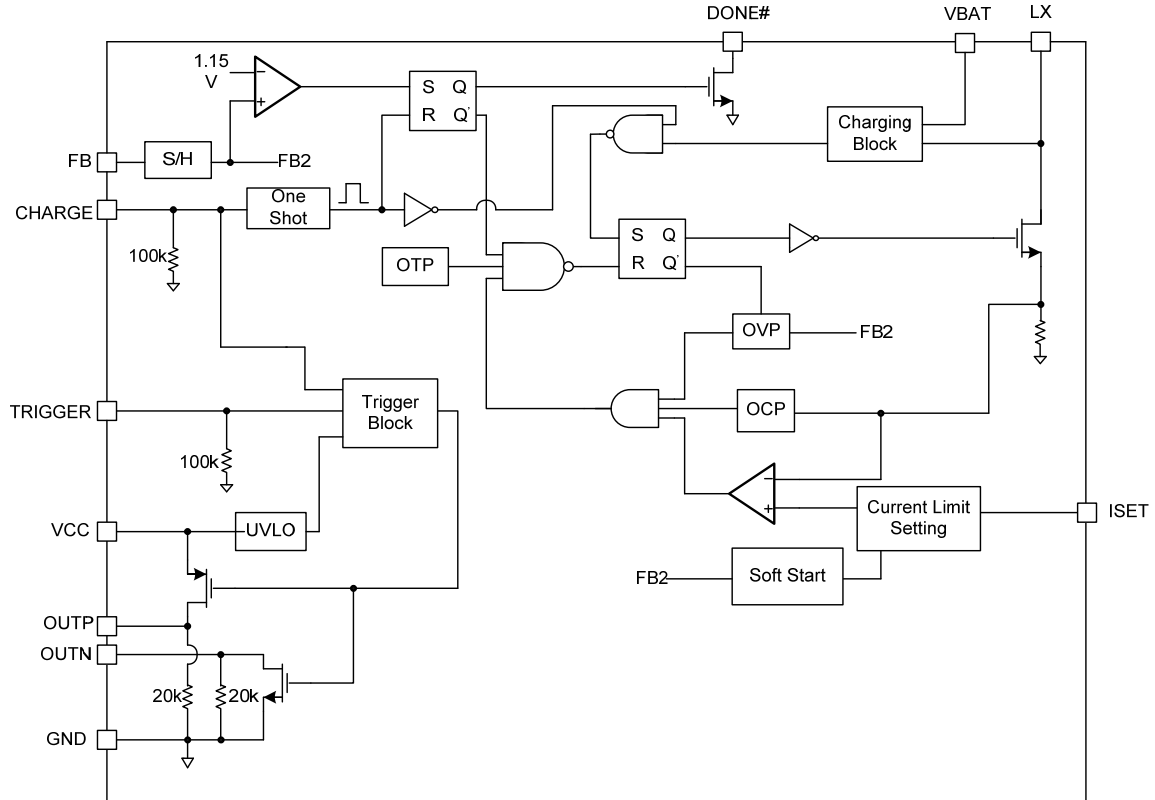 DONE#
VBAT
LX
1.15
V
−
+
S Q
R Q'
Charging
Block
FB
S/H
FB2
CHARGE
One
Shot
100k
OTP
S Q
R Q'
OVP
FB2
TRIGGER
Trigger
Block
OCP
100k
−
+
Current Limit
Setting
ISET
VCC
UVLO
FB2
Soft Start
OUTP
OUTN
20k
20k
GND